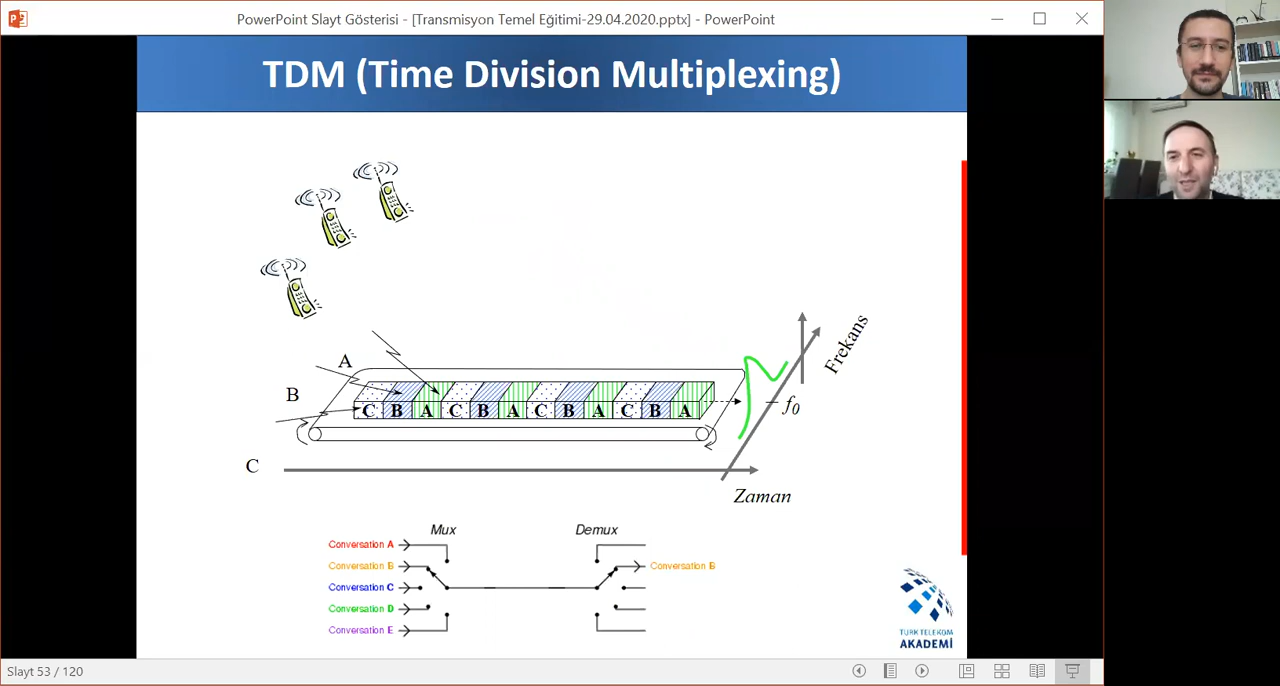 PowerPoint Slayt Gösterisi - [Transmisyon Temel Eğitimi-29.04.2020.pptx] - PowerPoint
TDM (Time Division Multiplexing)
Frekans
A
B
f0
C B A C B A C B A C B A
C
Zaman
Mux
Demux
Conversation A
Conversation B
Conversation B
Conversation C
Conversation D
Conversation E
TÜRK TELEKOM
AKADEMİ
Slayt 53 / 120